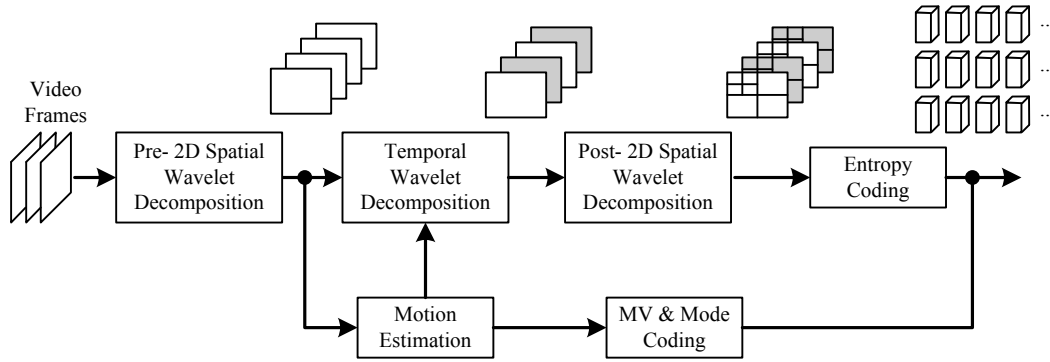 Video
Frames
Pre- 2D Spatial
Wavelet
Decomposition
Temporal
Wavelet
Decomposition
Post- 2D Spatial
Wavelet
Decomposition
Entropy
Coding
Motion
Estimation
MV & Mode
Coding
...
...
...